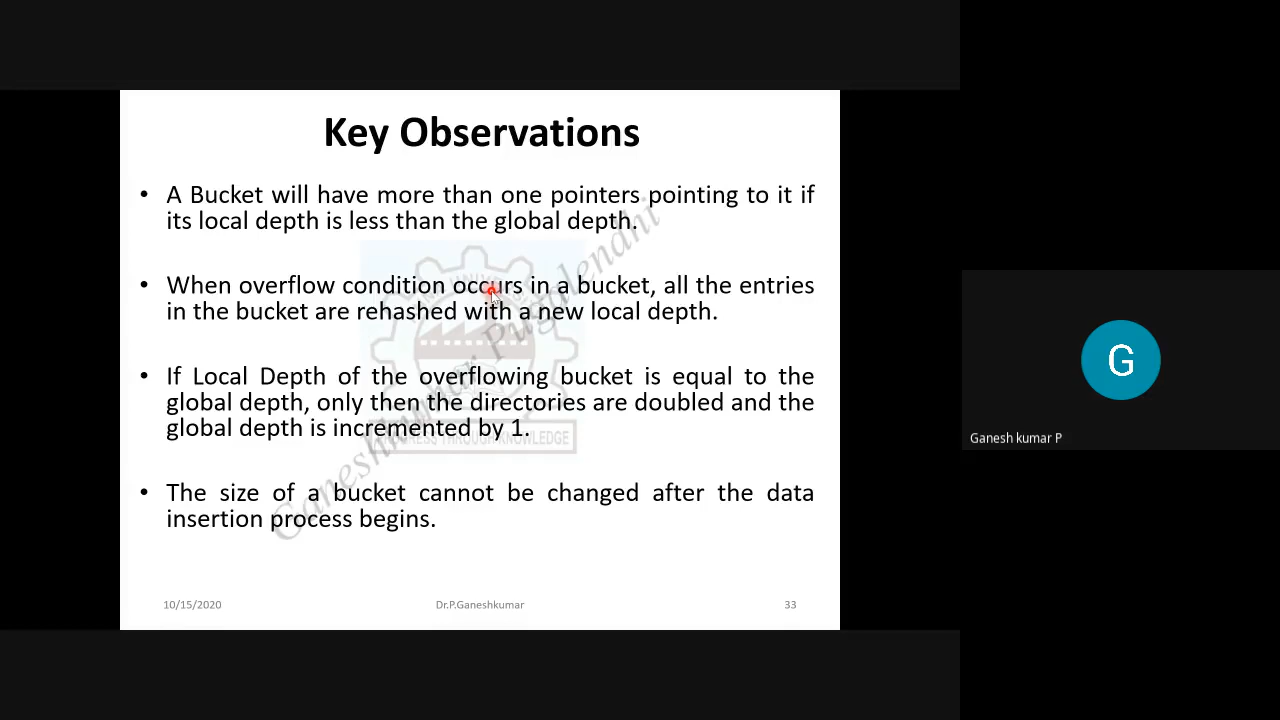 Key Observations
• A Bucket will have more than one pointers pointing to it if
its local depth is less than the global depth.
• When overflow condition occurs in a bucket, all the entries
in the bucket are rehashed with a new local depth.
• If Local Depth of the overflowing bucket is equal to the
global depth, only then the directories are doubled and the
global depth is incremented by 1.
• The size of a bucket cannot be changed after the data
insertion process begins.
Ganeshkumar Pugalendhi
THROUGH KNOWLEDGE
10/15/2020
Dr.P.Ganeshkumar
33
G
Ganesh kumar P